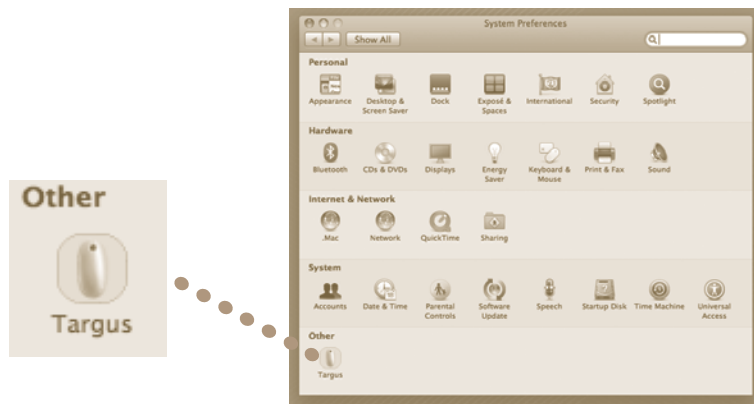 Other
Targus
System Preferences
Show All
Personal
Appearance
Desktop &
Screen Saver
Dock
Exposé &
Spaces
International
Security
Spotlight
Hardware
Bluetooth
CDs & DVDs
Displays
Energy
Saver
Keyboard &
Mouse
Print & Fax
Sound
Internet & Network
.Mac
Network
QuickTime
Sharing
System
Accounts
Date & Time
Parental
Controls
Software
Update
Speech
Startup Disk
Time Machine
Universal
Access
Other
Targus